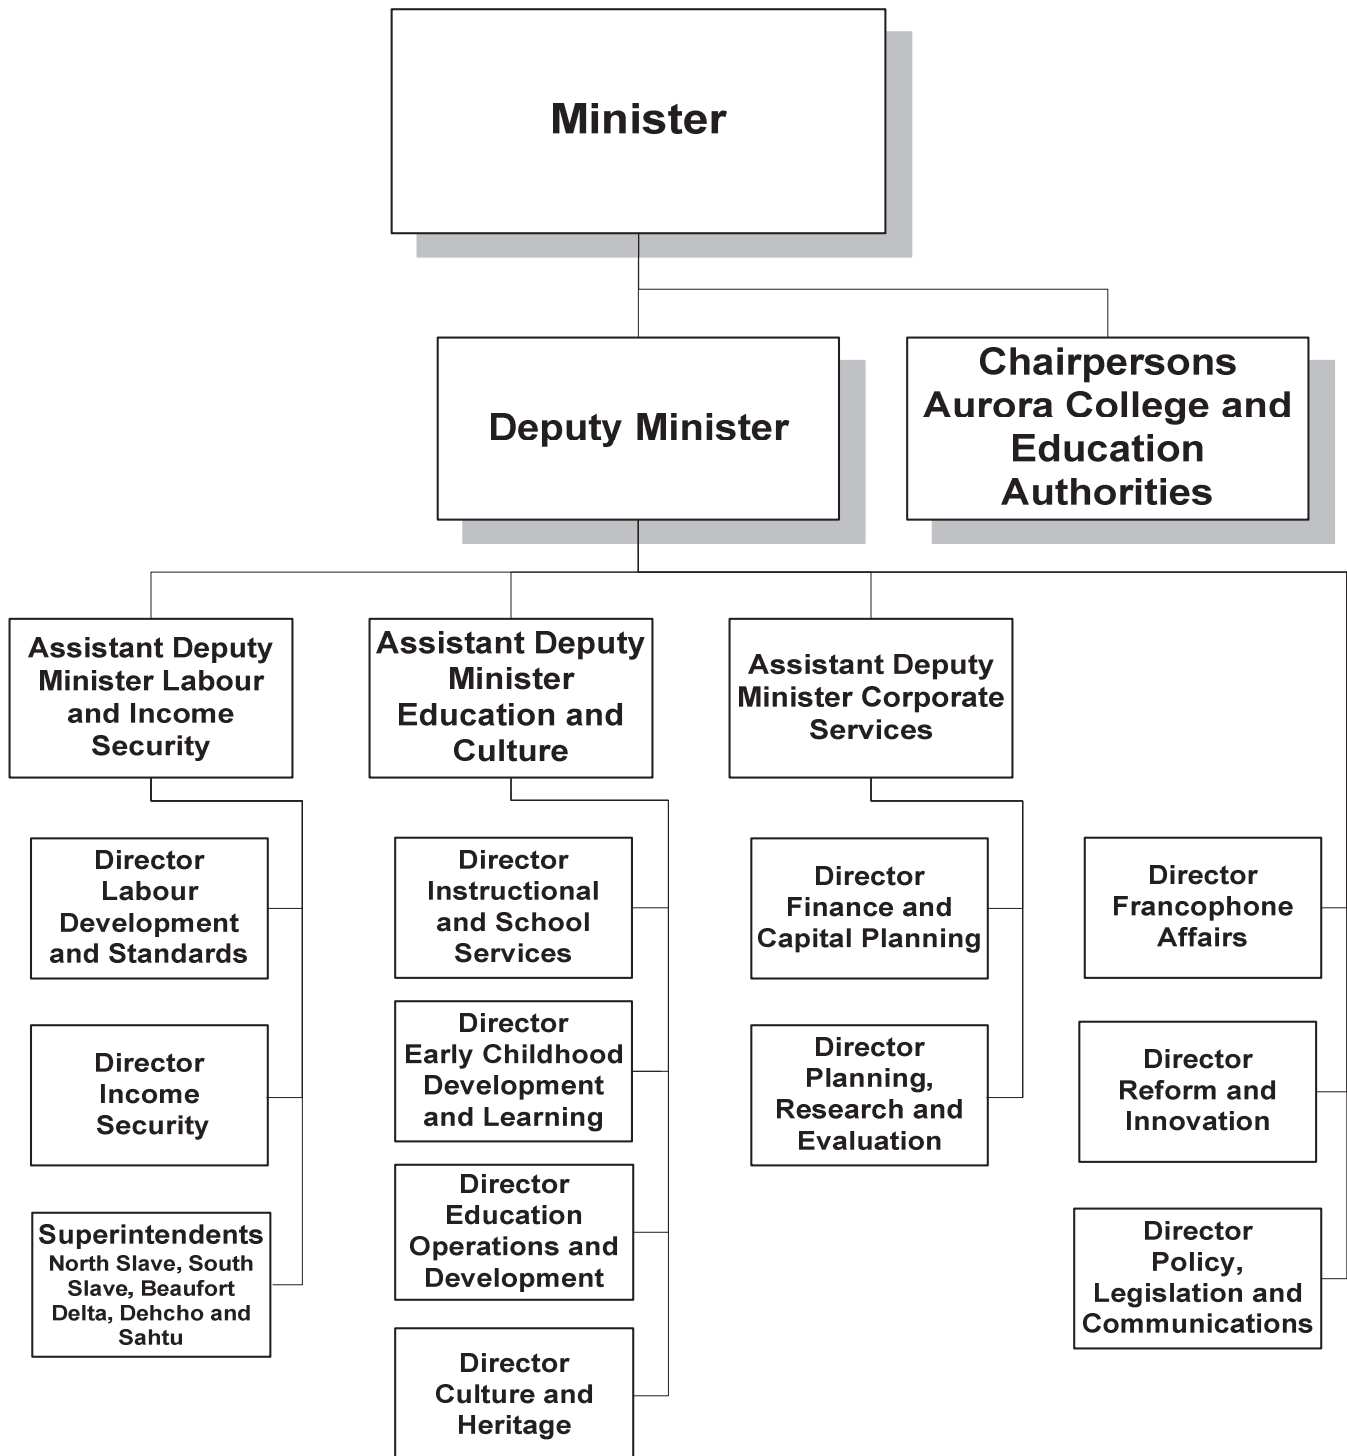 Minister
Deputy Minister
Chairpersons
Aurora College and
Education
Authorities
Assistant Deputy
Minister Labour
and Income
Security
Assistant Deputy
Minister
Education and
Culture
Assistant Deputy
Minister Corporate
Services
Director
Labour
Development
and Standards
Director
Income
Security
Superintendents
North Slave, South
Slave, Beaufort
Delta, Dehcho and
Sahtu
Director
Instructional
and School
Services
Director
Early Childhood
Development
and Learning
Director
Education
Operations and
Development
Director
Culture and
Heritage
Director
Finance and
Capital Planning
Director
Planning,
Research and
Evaluation
Director
Francophone
Affairs
Director
Reform and
Innovation
Director
Policy,
Legislation and
Communications